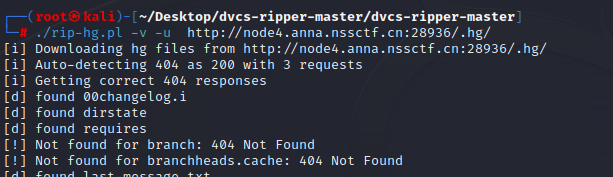 ┌──(root㉿kali)-[~/Desktop/dvcs-ripper-master/dvcs-ripper-master]
└─# ./rip-hg.pl -v -u  http://node4.anna.nssctf.cn:28936/.hg/
[i] Downloading hg files from http://node4.anna.nssctf.cn:28936/.hg/
[i] Auto-detecting 404 as 200 with 3 requests
[i] Getting correct 404 responses
[d] found 00changelog.i
[d] found dirstate
[d] found requires
[!] Not found for branch: 404 Not Found
[!] Not found for branchheads.cache: 404 Not Found
[d] found last-message.txt